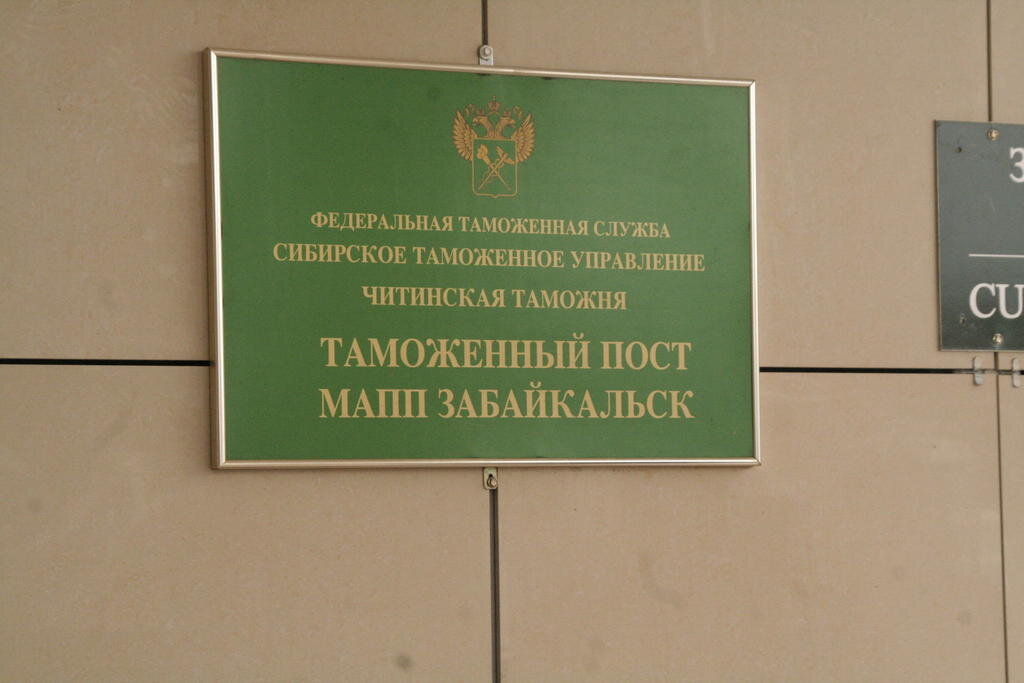 ФЕДЕРАЛЬНАЯ ТАМОЖЕННАЯ СЛУЖБА
СИБИРСКОЕ ТАМОЖЕННОЕ УПРАВЛЕНИЕ
ЧИТИНСКАЯ ТАМОЖНЯ
ТАМОЖЕННЫЙ ПОСТ
МАПП ЗАБАЙКАЛЬСК